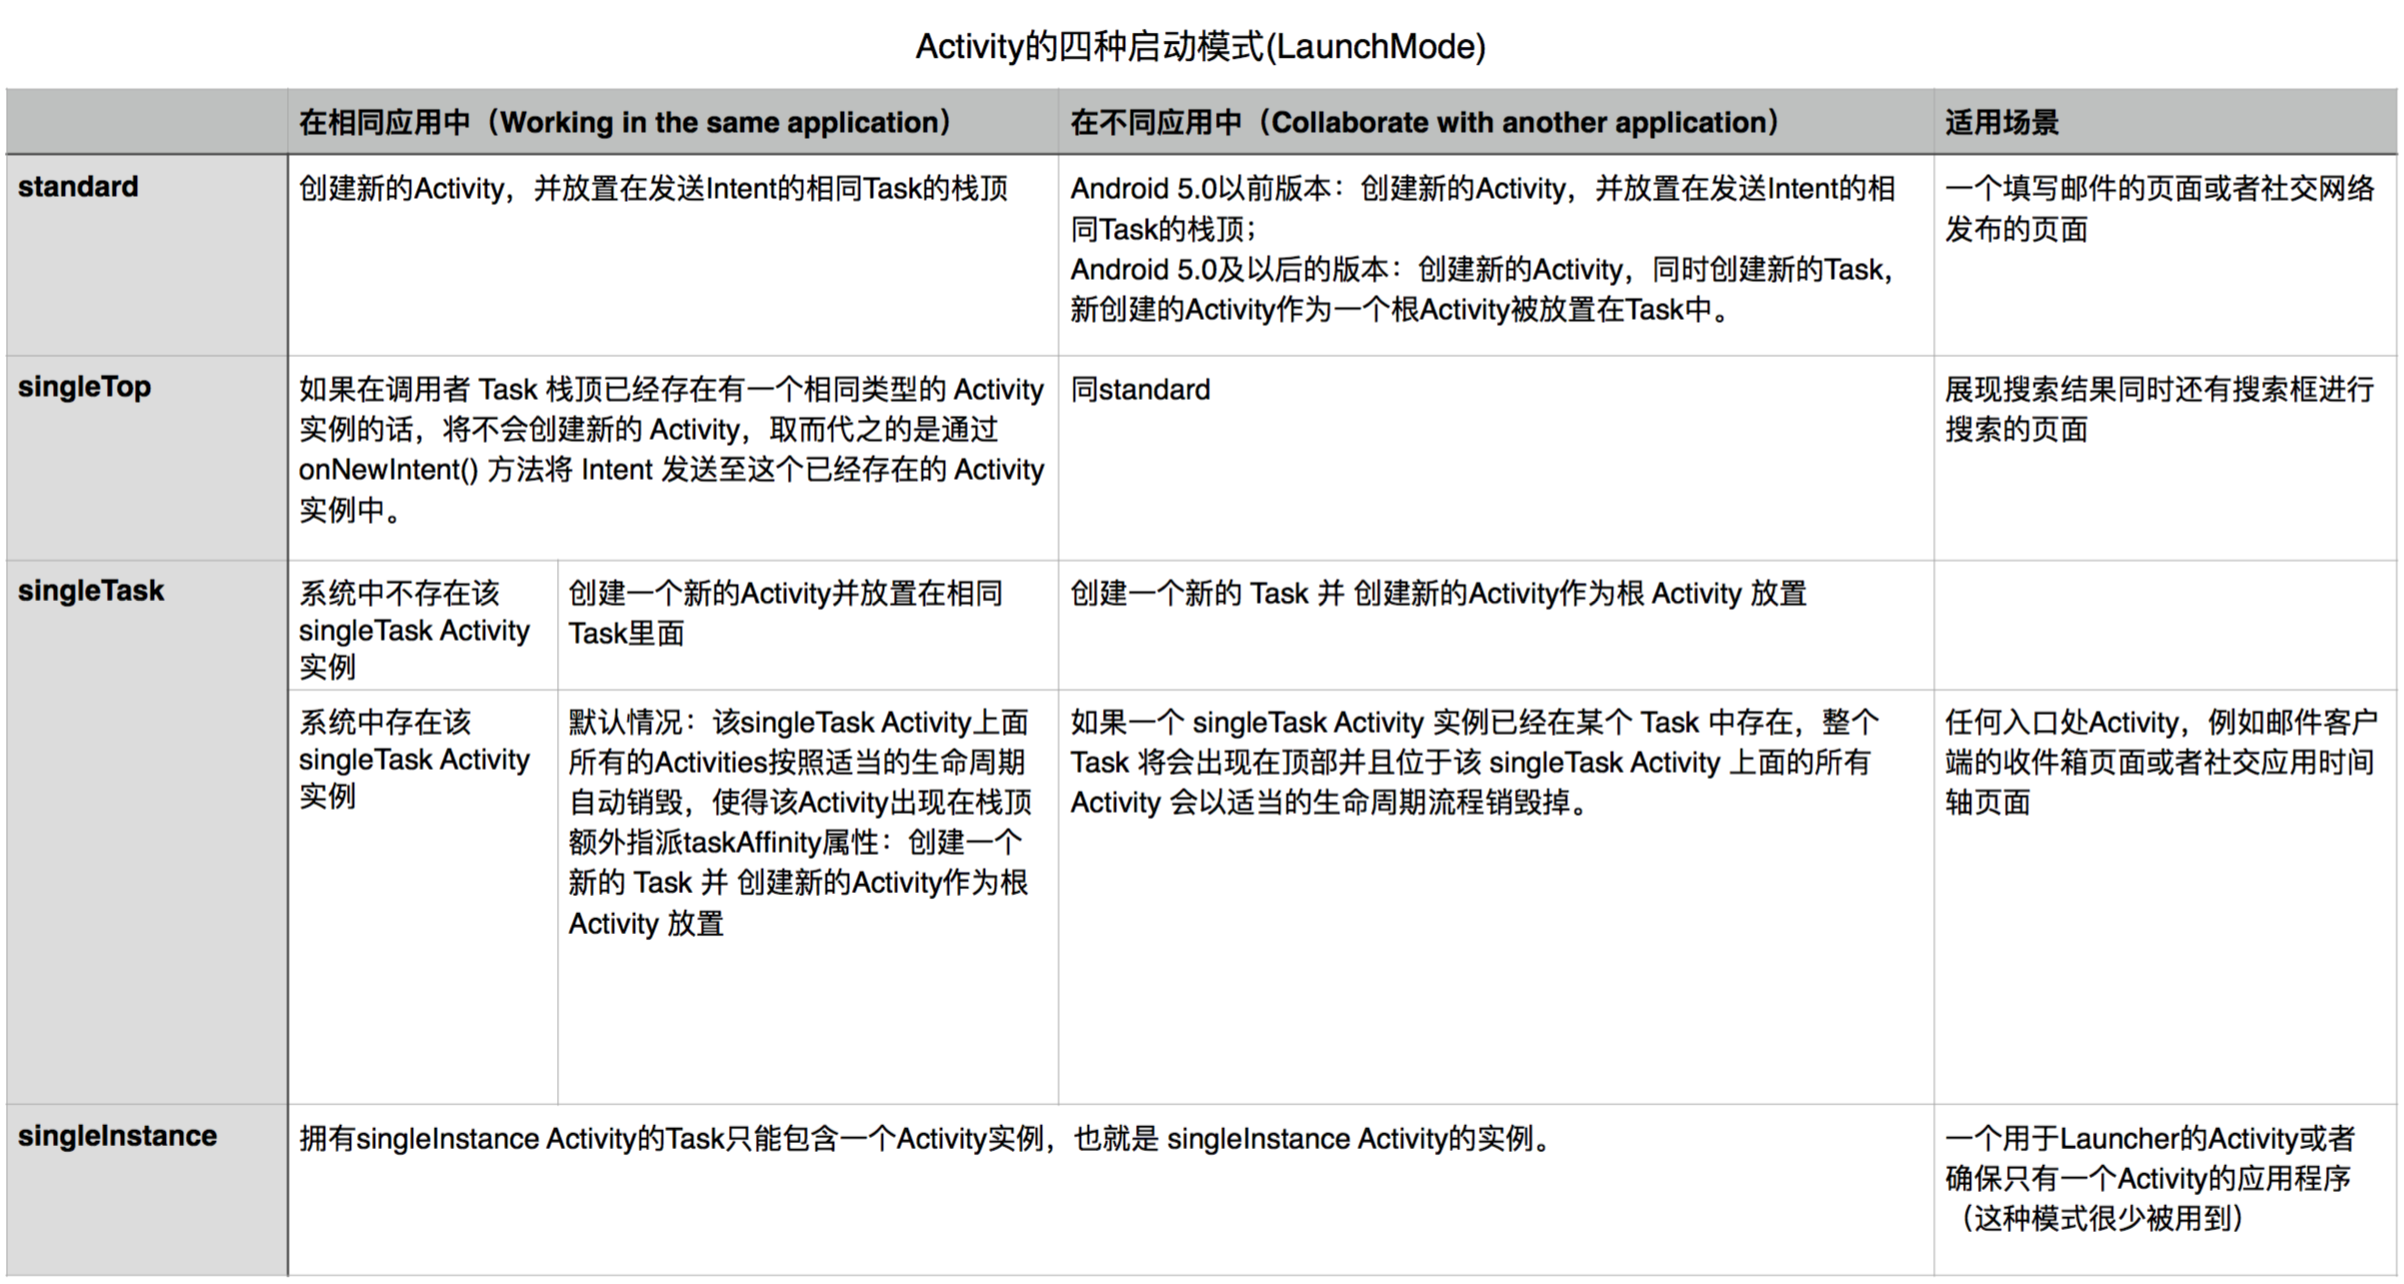 Activity的四种启动模式(LaunchMode)
在相同应用中（Working in the same application）
在不同应用中（Collaborate with another application）
适用场景
standard
创建新的Activity，并放置在发送Intent的相同Task的栈顶
Android 5.0以前版本：创建新的Activity，并放置在发送Intent的相
同Task的栈顶；
Android 5.0及以后的版本：创建新的Activity，同时创建新的Task，
新创建的Activity作为一个根Activity被放置在Task中。
一个填写邮件的页面或者社交网络
发布的页面
singleTop
如果在调用者 Task 栈顶已经存在有一个相同类型的 Activity
实例的话，将不会创建新的 Activity，取而代之的是通过
onNewIntent() 方法将 Intent 发送至这个已经存在的 Activity
实例中。
同standard
展现搜索结果同时还有搜索框进行
搜索的页面
singleTask
系统中不存在该
singleTask Activity
实例
创建一个新的Activity并放置在相同
Task里面
创建一个新的 Task 并 创建新的Activity作为根 Activity 放置
系统中存在该
singleTask Activity
实例
默认情况：该singleTask Activity上面
所有的Activities按照适当的生命周期
自动销毁，使得该Activity出现在栈顶
额外指派taskAffinity属性：创建一个
新的 Task 并 创建新的Activity作为根
Activity 放置
如果一个 singleTask Activity 实例已经在某个 Task 中存在，整个
Task 将会出现在顶部并且位于该 singleTask Activity 上面的所有
Activity 会以适当的生命周期流程销毁掉。
任何入口处Activity，例如邮件客户
端的收件箱页面或者社交应用时间
轴页面
singleInstance
拥有singleInstance Activity的Task只能包含一个Activity实例，也就是 singleInstance Activity的实例。
一个用于Launcher的Activity或者
确保只有一个Activity的应用程序
（这种模式很少被用到）